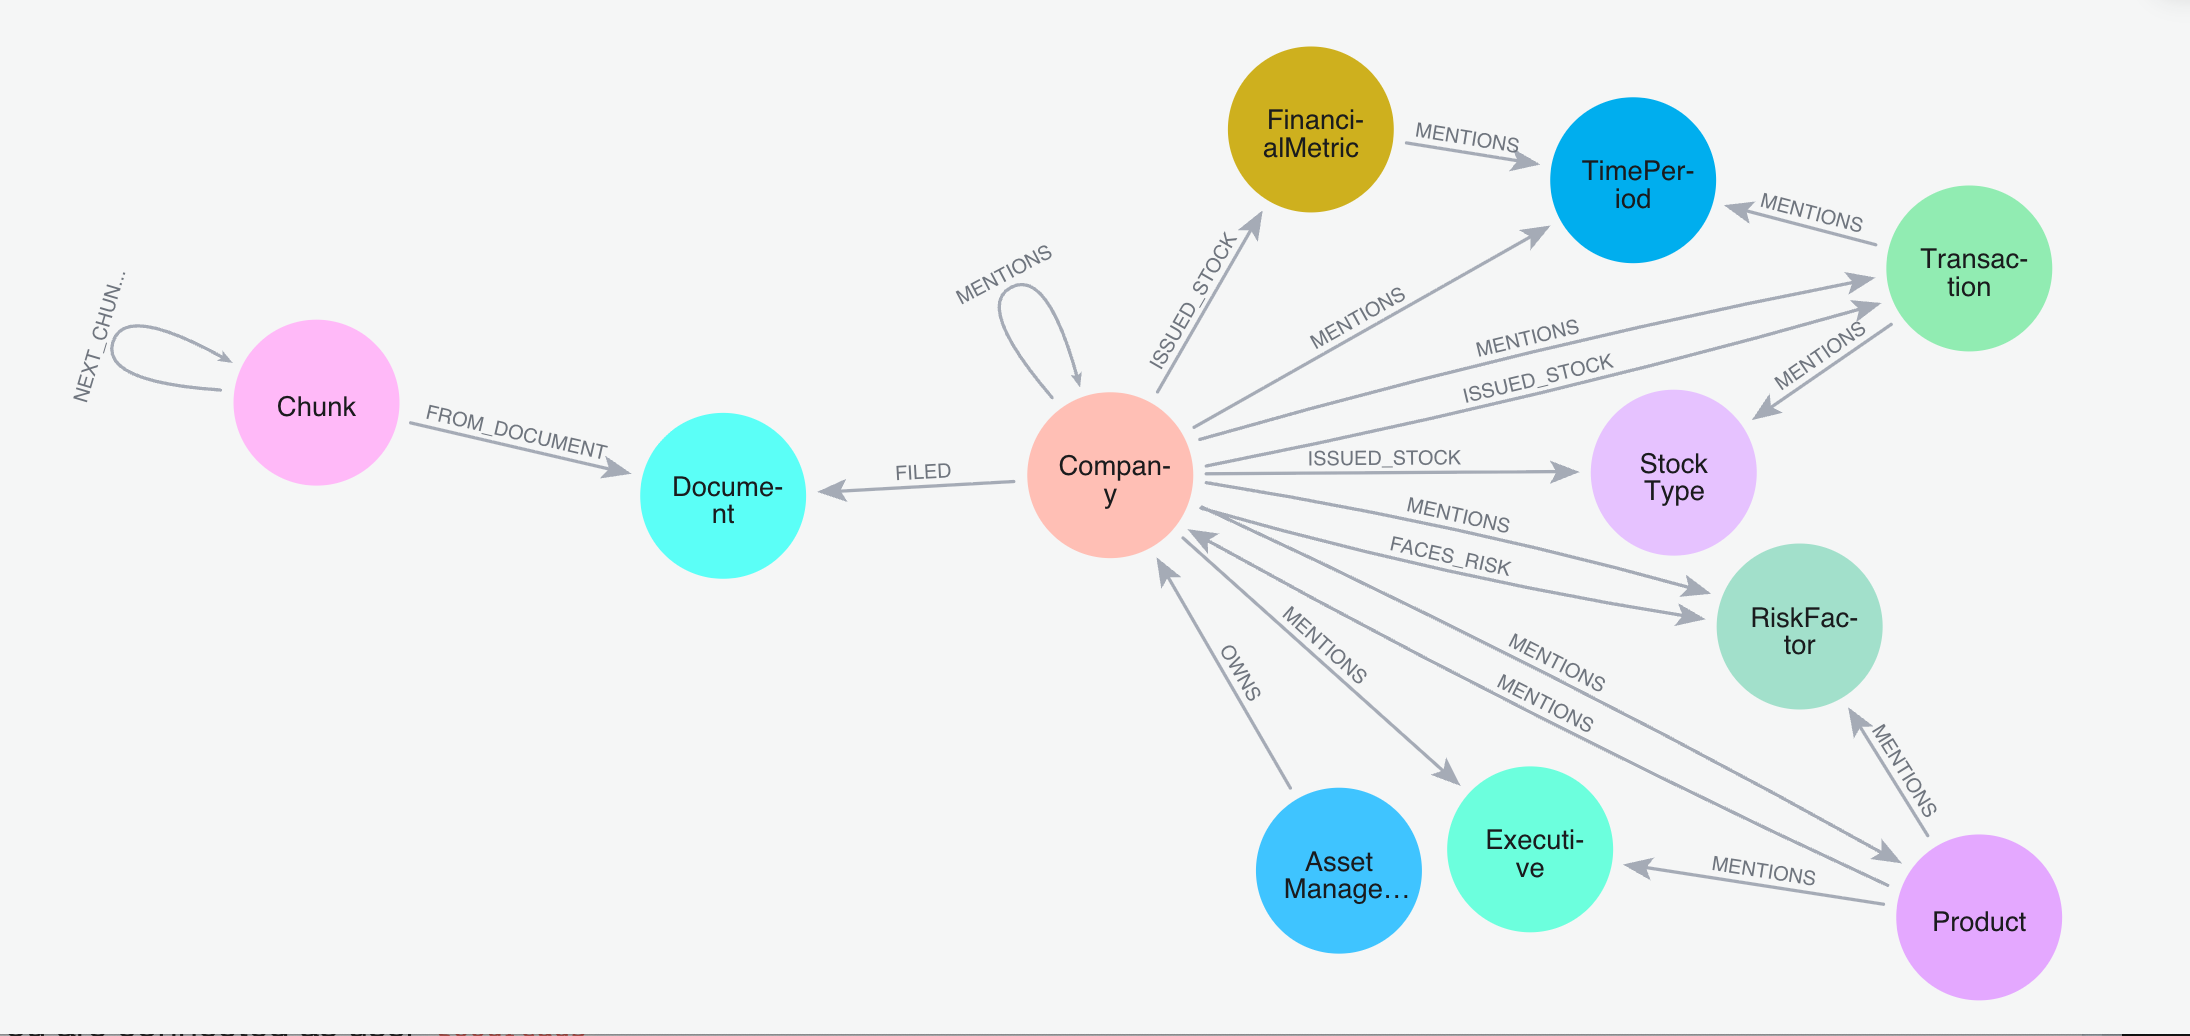 Financi-
alMetric
MENTIONS
TimePer-
iod
MENTIONS
Transac-
tion
MENTIONS
ISSUED_STOCK
MENTIONS
MENTIONS
ISSUED_STOCK
MENTIONS
NEXT_CHUN...
Chunk
FROM_DOCUMENT
Docume-
nt
FILED
Compan-
y
ISSUED_STOCK
Stock
Type
MENTIONS
FACES_RISK
RiskFac-
tor
MENTIONS
MENTIONS
MENTIONS
OWNS
MENTIONS
Asset
Manage...
Executi-
ve
MENTIONS
Product